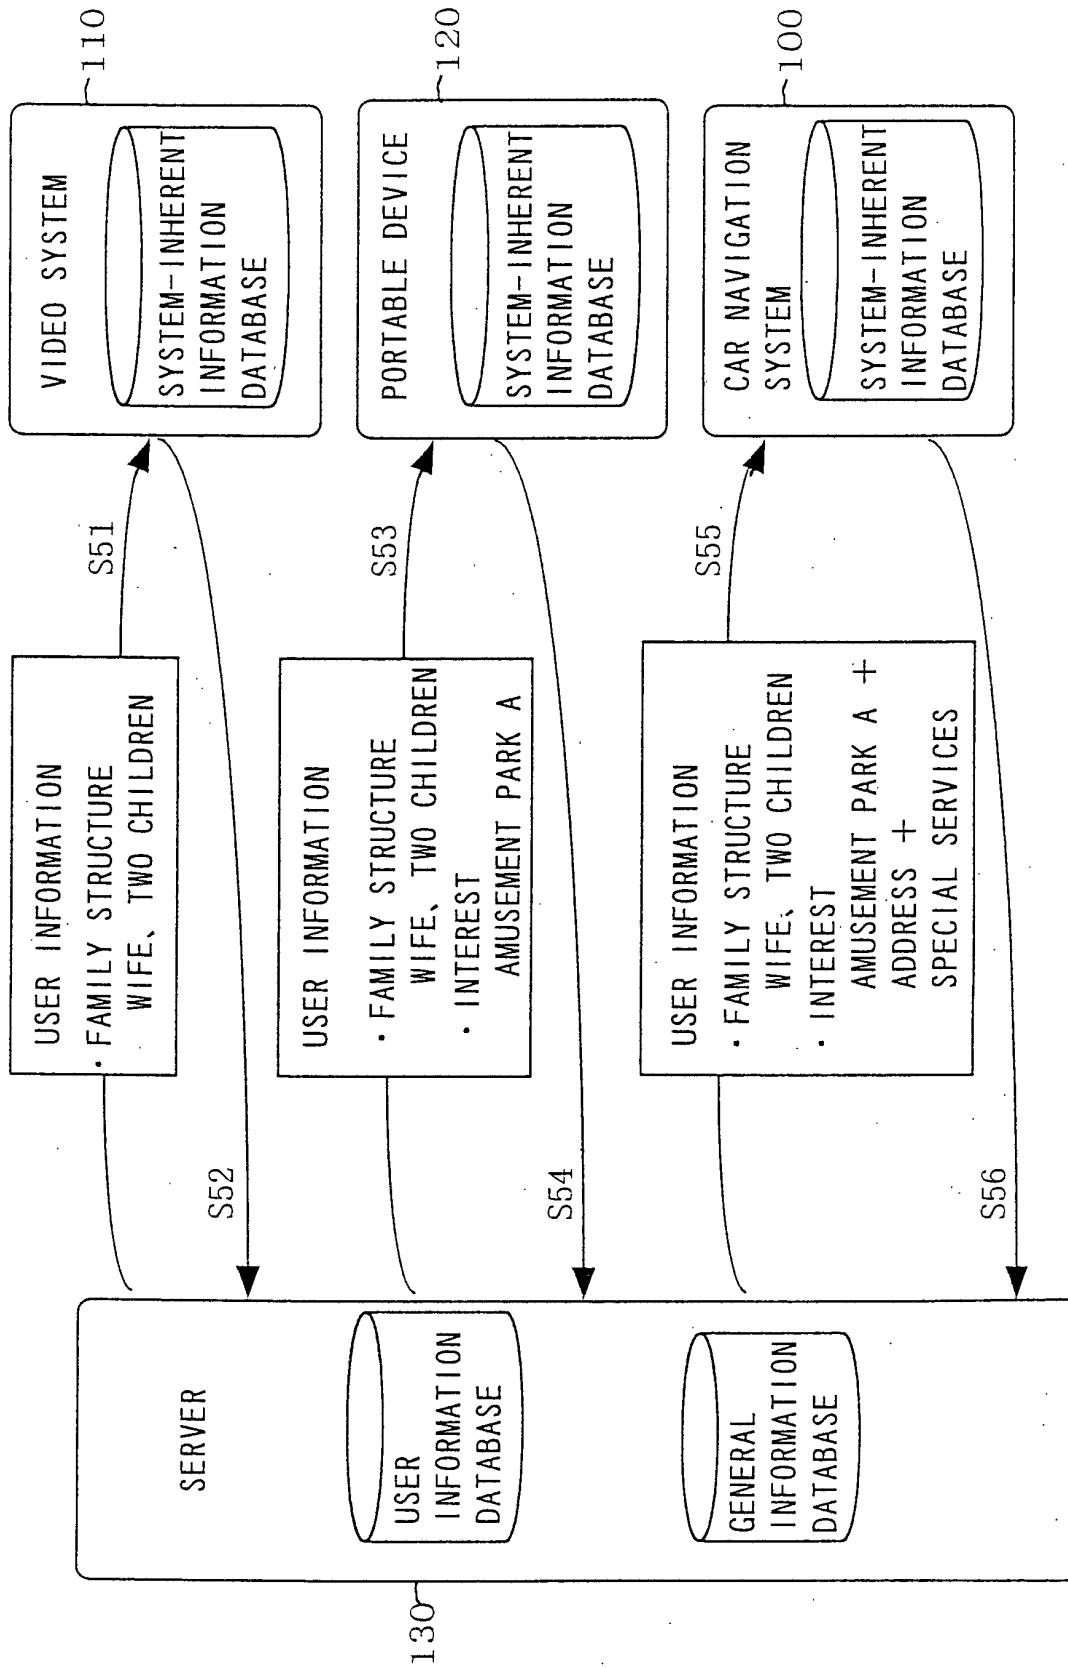 SERVER
USER
INFORMATION
DATABASE
GENERAL
INFORMATION
DATABASE
130
USER INFORMATION
・FAMILY STRUCTURE
WIFE、TWO CHILDREN
S51
S52
VIDEO SYSTEM
SYSTEM-INHERENT
INFORMATION
DATABASE
110
USER INFORMATION
・FAMILY STRUCTURE
WIFE、TWO CHILDREN
・INTEREST
AMUSEMENT PARK A
S53
S54
PORTABLE DEVICE
SYSTEM-INHERENT
INFORMATION
DATABASE
120
USER INFORMATION
・FAMILY STRUCTURE
WIFE、TWO CHILDREN
・INTEREST
AMUSEMENT PARK A +
ADDRESS +
SPECIAL SERVICES
S55
S56
CAR NAVIGATION
SYSTEM
SYSTEM-INHERENT
INFORMATION
DATABASE
100